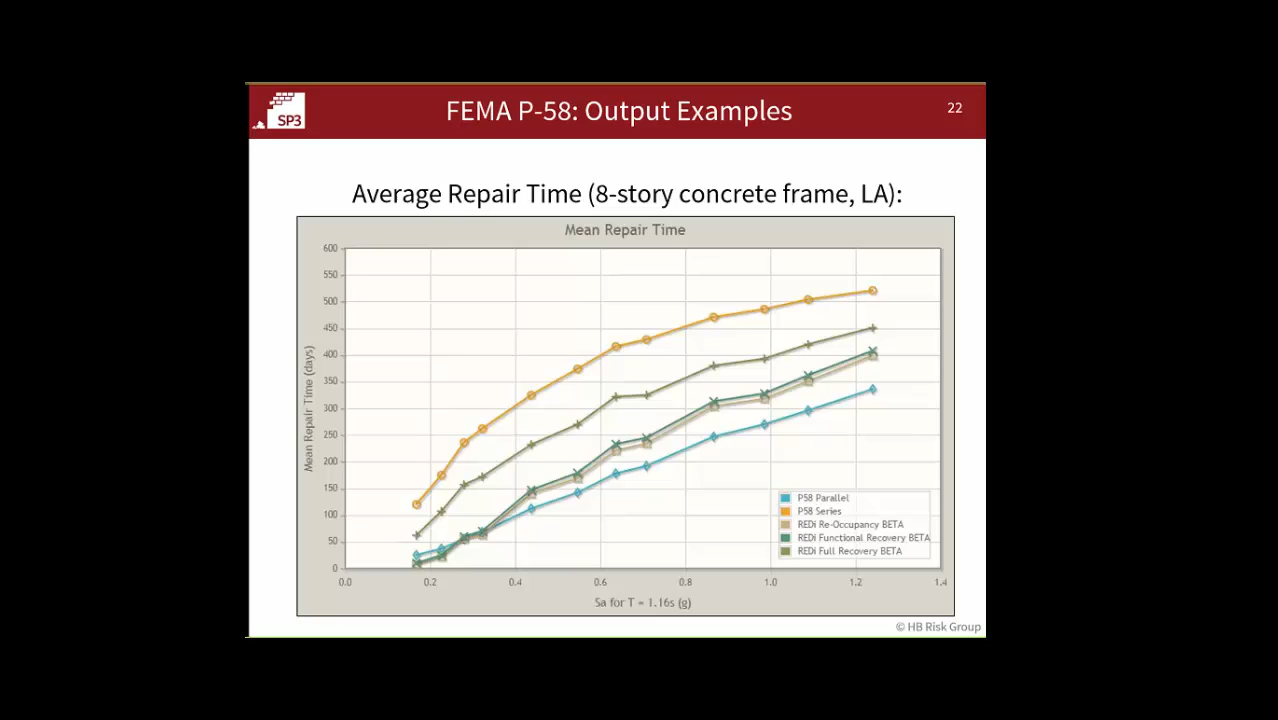 SP3
FEMA P-58: Output Examples
22
Average Repair Time (8-story concrete frame, LA):
Mean Repair Time
600
550
500
450
400
350
300
250
200
150
100
50
0
Mean Repair Time (days)
P58 Parallel
P58 Series
REDi Re-Occupancy BETA
REDi Functional Recovery BETA
REDi Full Recovery BETA
0.0 0.2 0.4 0.6 0.8 1.0 1.2 1.4
Sa for T = 1.16s (g)
© HB Risk Group